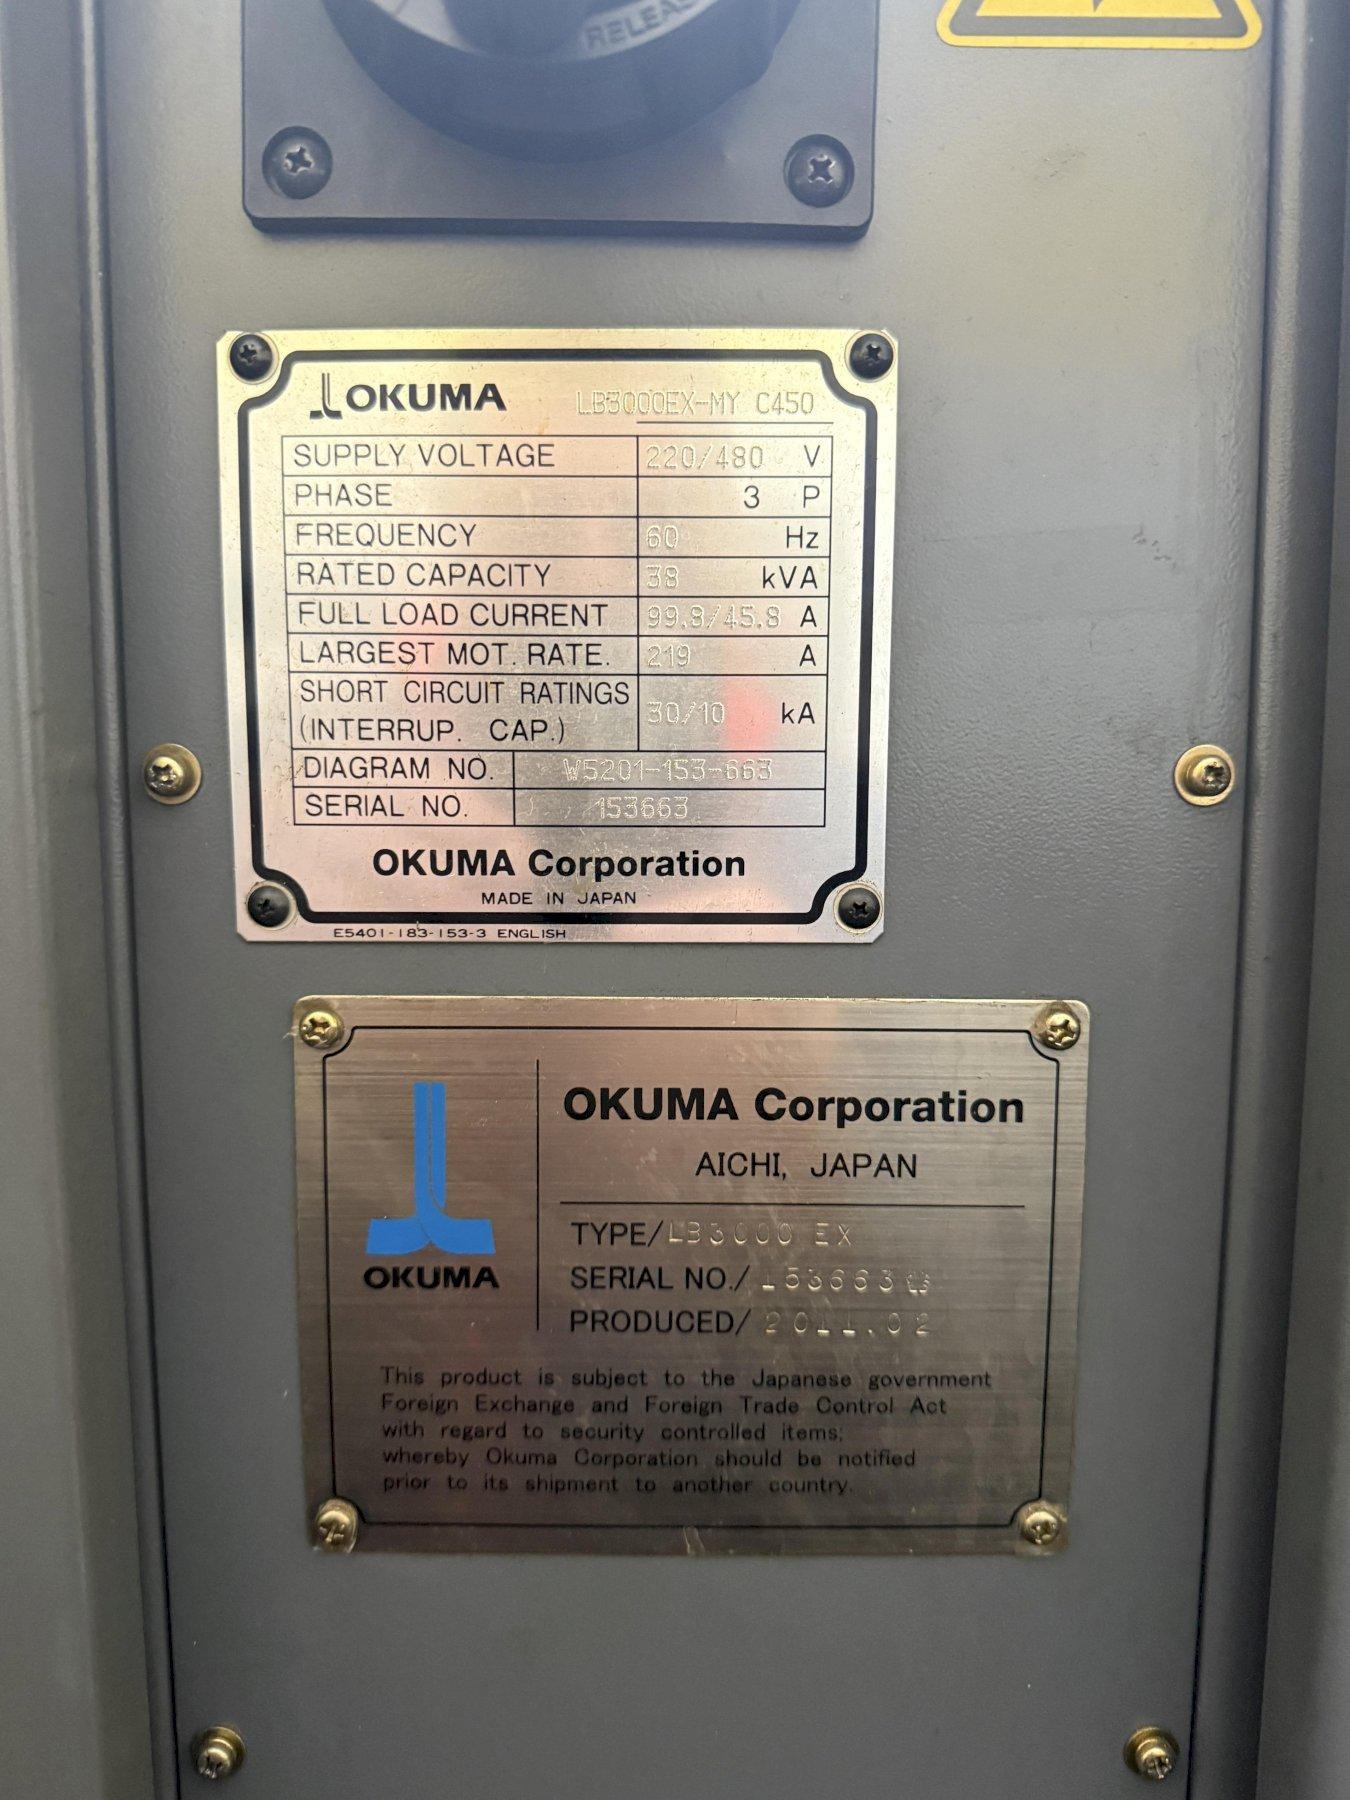 RELEAS
OKUMA LB3000EX-MY C450
SUPPLY VOLTAGE 220/480 V
PHASE 3 P
FREQUENCY 60 Hz
RATED CAPACITY 38 kVA
FULL LOAD CURRENT 99.8/45.8 A
LARGEST MOT. RATE. 219 A
SHORT CIRCUIT RATINGS
(INTERRUP. CAP.) 30/10 kA
DIAGRAM NO. W5201-153-663
SERIAL NO. 153663
OKUMA Corporation
MADE IN JAPAN
E5401-183-153-3 ENGLISH
OKUMA Corporation
AICHI, JAPAN
TYPE/LB3000 EX
SERIAL NO./ 153663
PRODUCED/ 2011.02
OKUMA
This product is subject to the Japanese government
Foreign Exchange and Foreign Trade Control Act
with regard to security controlled items;
whereby Okuma Corporation should be notified
prior to its shipment to another country.